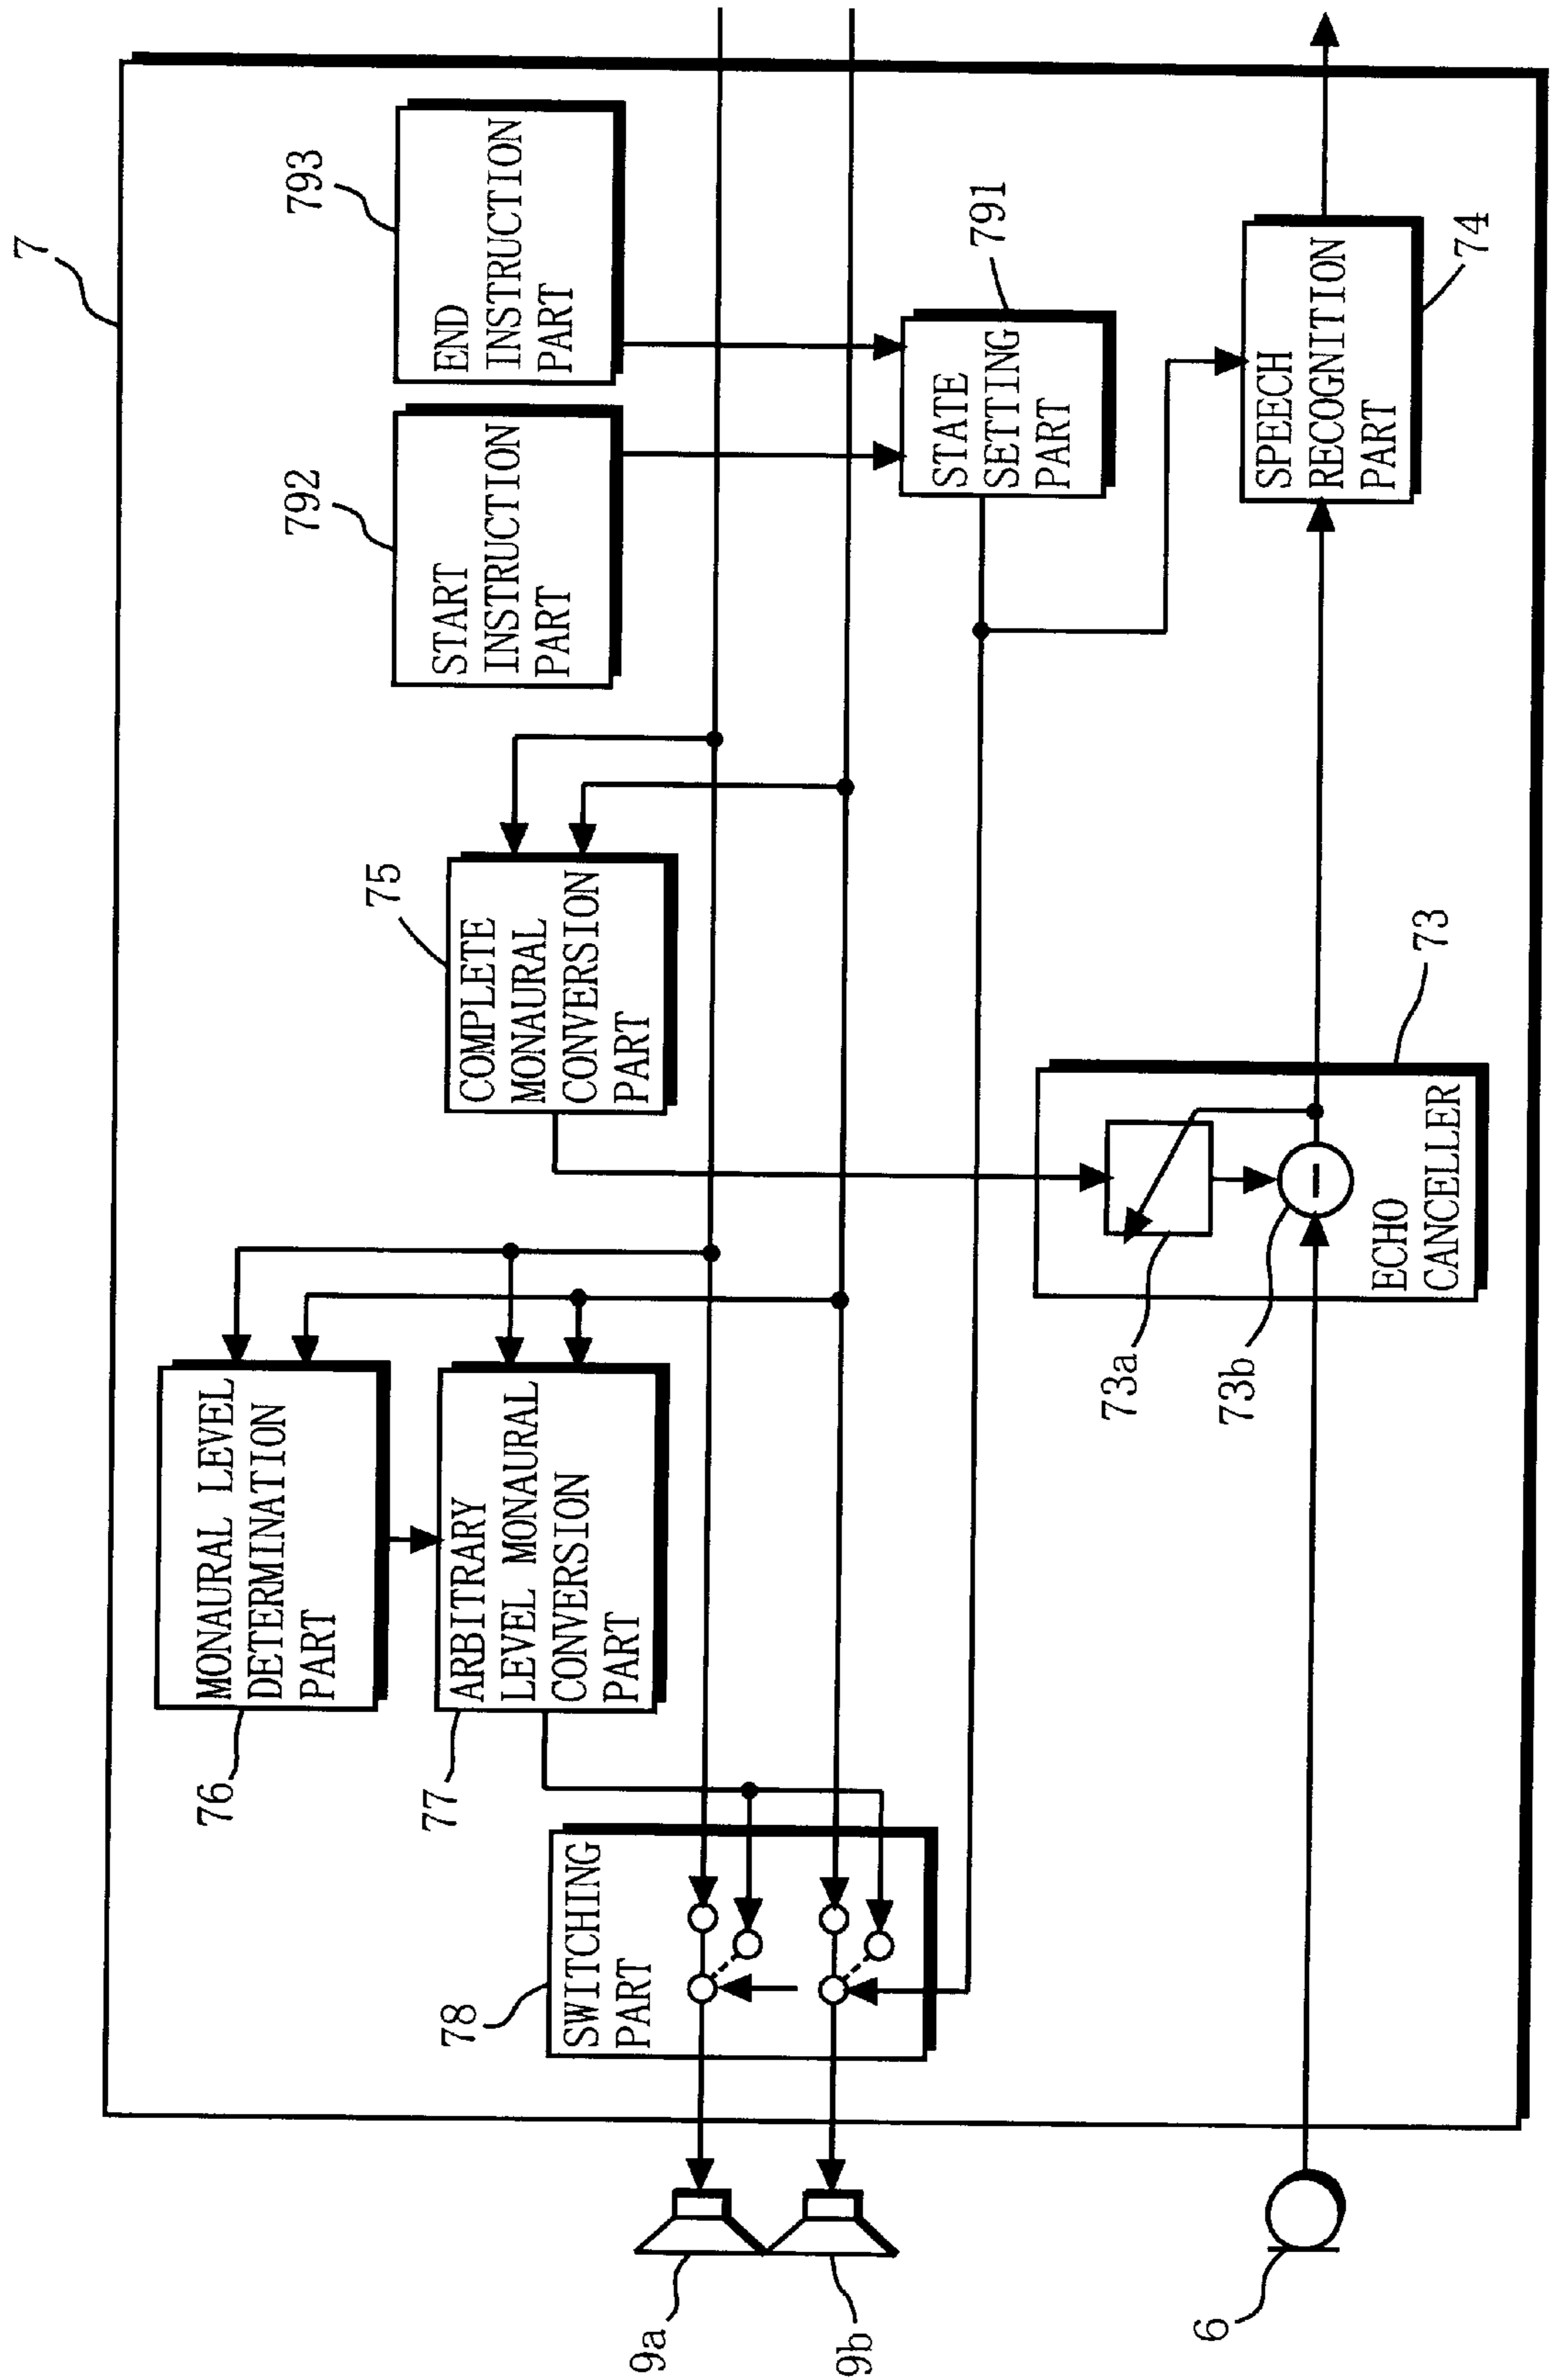 7
793
END
INSTRUCTION
PART
792
START
INSTRUCTION
PART
791
STATE
SETTING
PART
SPEECH
RECOGNITION
PART
74
75
COMPLETE
MONAURAL
CONVERSION
PART
73
ECHO
CANCELLER
73a
73b
MONAURAL LEVEL
DETERMINATION
PART
76
ARBITRARY
LEVEL MONAURAL
CONVERSION
PART
77
SWITCHING
PART
78
9a
9b
6